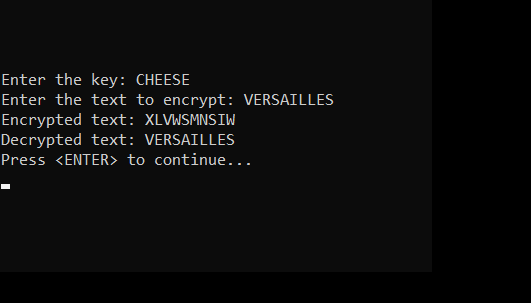 Enter the key: CHEESE
Enter the text to encrypt: VERSAILLES
Encrypted text: XLVWSMNSIW
Decrypted text: VERSAILLES
Press <ENTER> to continue...